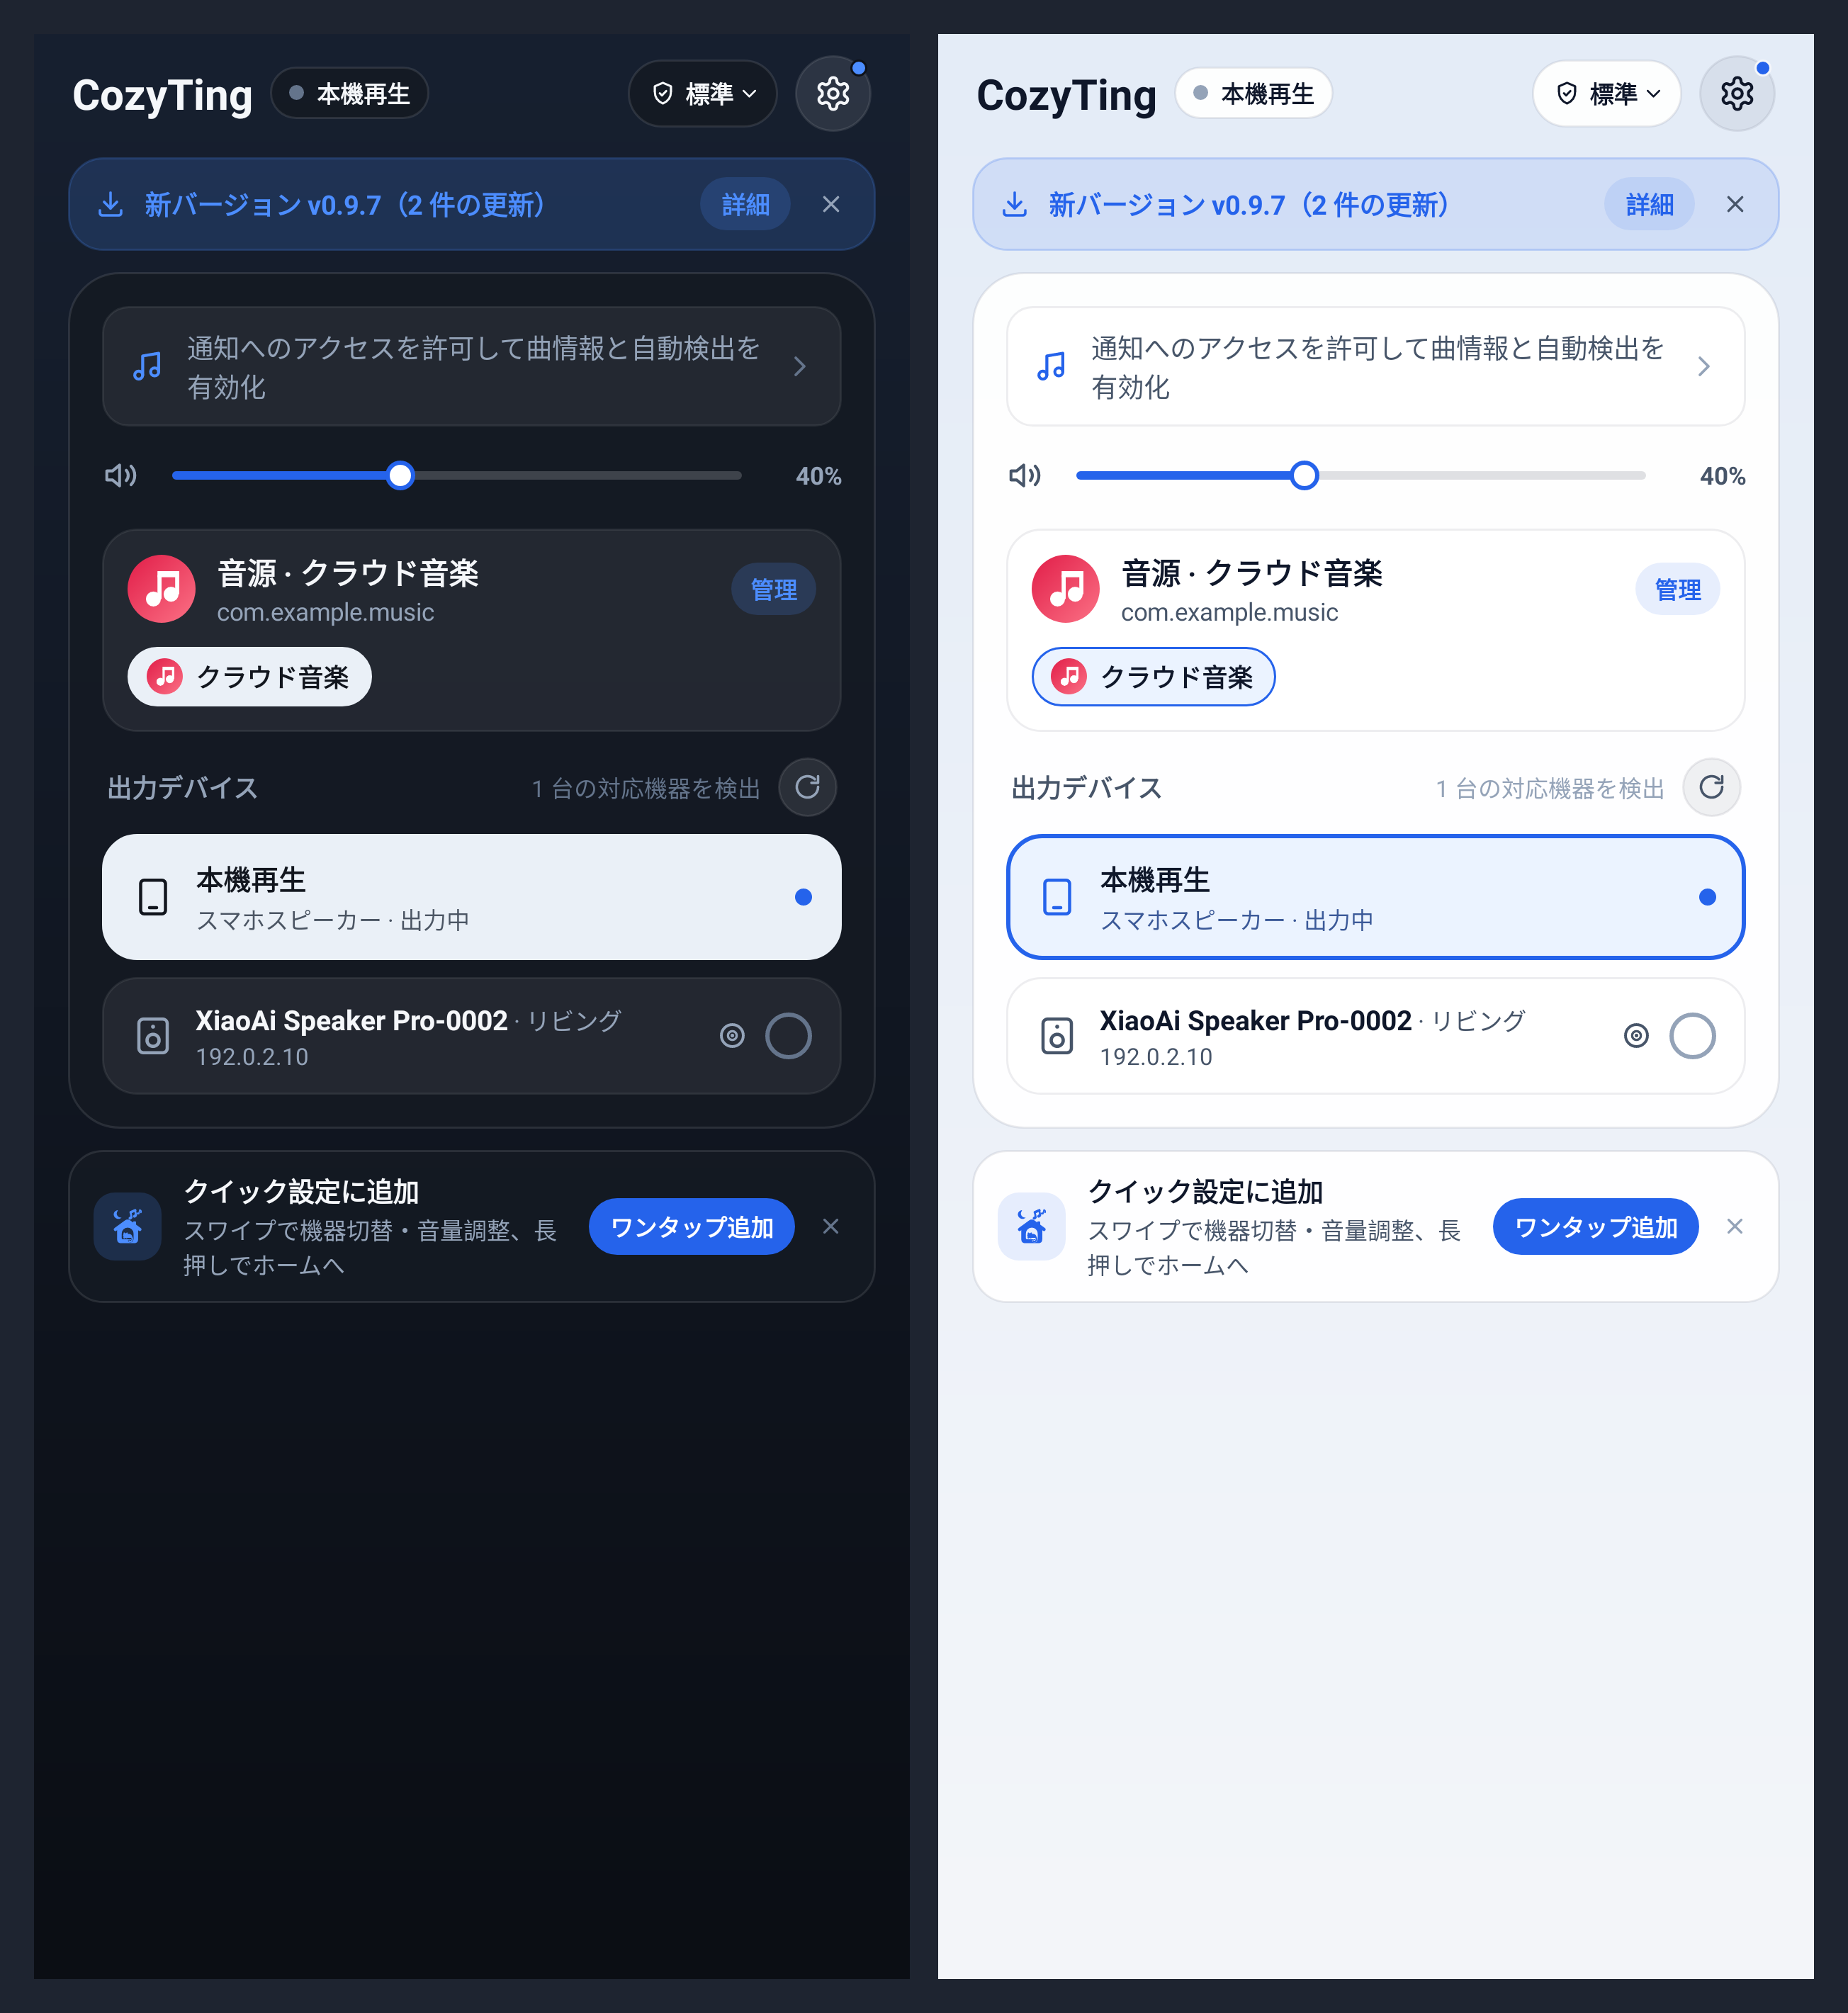 CozyTing
本機再生
標準
新バージョン v0.9.7（2 件の更新）
詳細
通知へのアクセスを許可して曲情報と自動検出を
有効化
40%
音源 · クラウド音楽
com.example.music
管理
クラウド音楽
出力デバイス
1 台の対応機器を検出
本機再生
スマホスピーカー · 出力中
XiaoAi Speaker Pro-0002 · リビング
192.0.2.10
クイック設定に追加
スワイプで機器切替・音量調整、長
押しでホームへ
ワンタップ追加
CozyTing
本機再生
標準
新バージョン v0.9.7（2 件の更新）
詳細
通知へのアクセスを許可して曲情報と自動検出を
有効化
40%
音源 · クラウド音楽
com.example.music
管理
クラウド音楽
出力デバイス
1 台の対応機器を検出
本機再生
スマホスピーカー · 出力中
XiaoAi Speaker Pro-0002 · リビング
192.0.2.10
クイック設定に追加
スワイプで機器切替・音量調整、長
押しでホームへ
ワンタップ追加